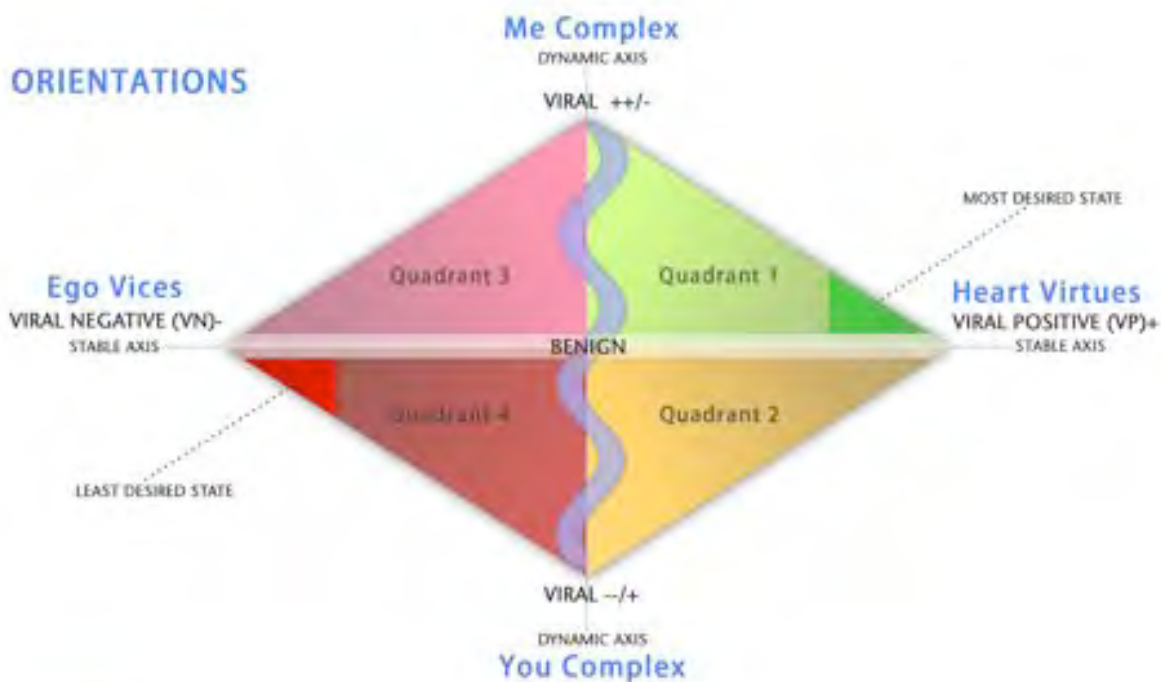 Me Complex
DYNAMIC AXIS
ORIENTATIONS
VIRAL ++/-
MOST DESIRED STATE
Quadrant 3
Quadrant 1
Ego Vices
Heart Virtues
VIRAL NEGATIVE (VN)-
VIRAL POSITIVE (VP)+
STABLE AXIS
BENIGN
STABLE AXIS
Quadrant 4
Quadrant 2
LEAST DESIRED STATE
VIRAL --/+
DYNAMIC AXIS
You Complex